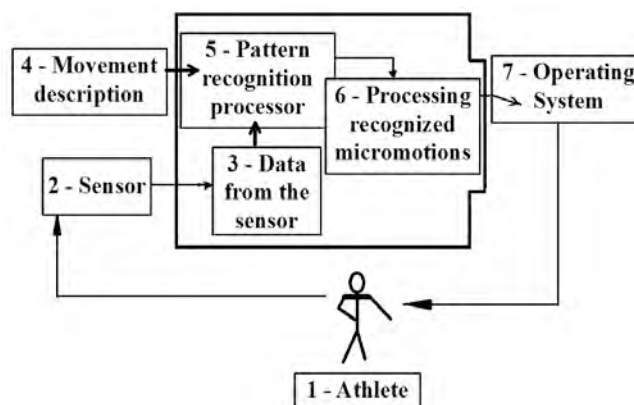 4 - Movement
description
5 - Pattern
recognition
processor
6 - Processing
recognized
micromotions
7 - Operating
System
2 - Sensor
3 - Data
from the
sensor
1 - Athlete